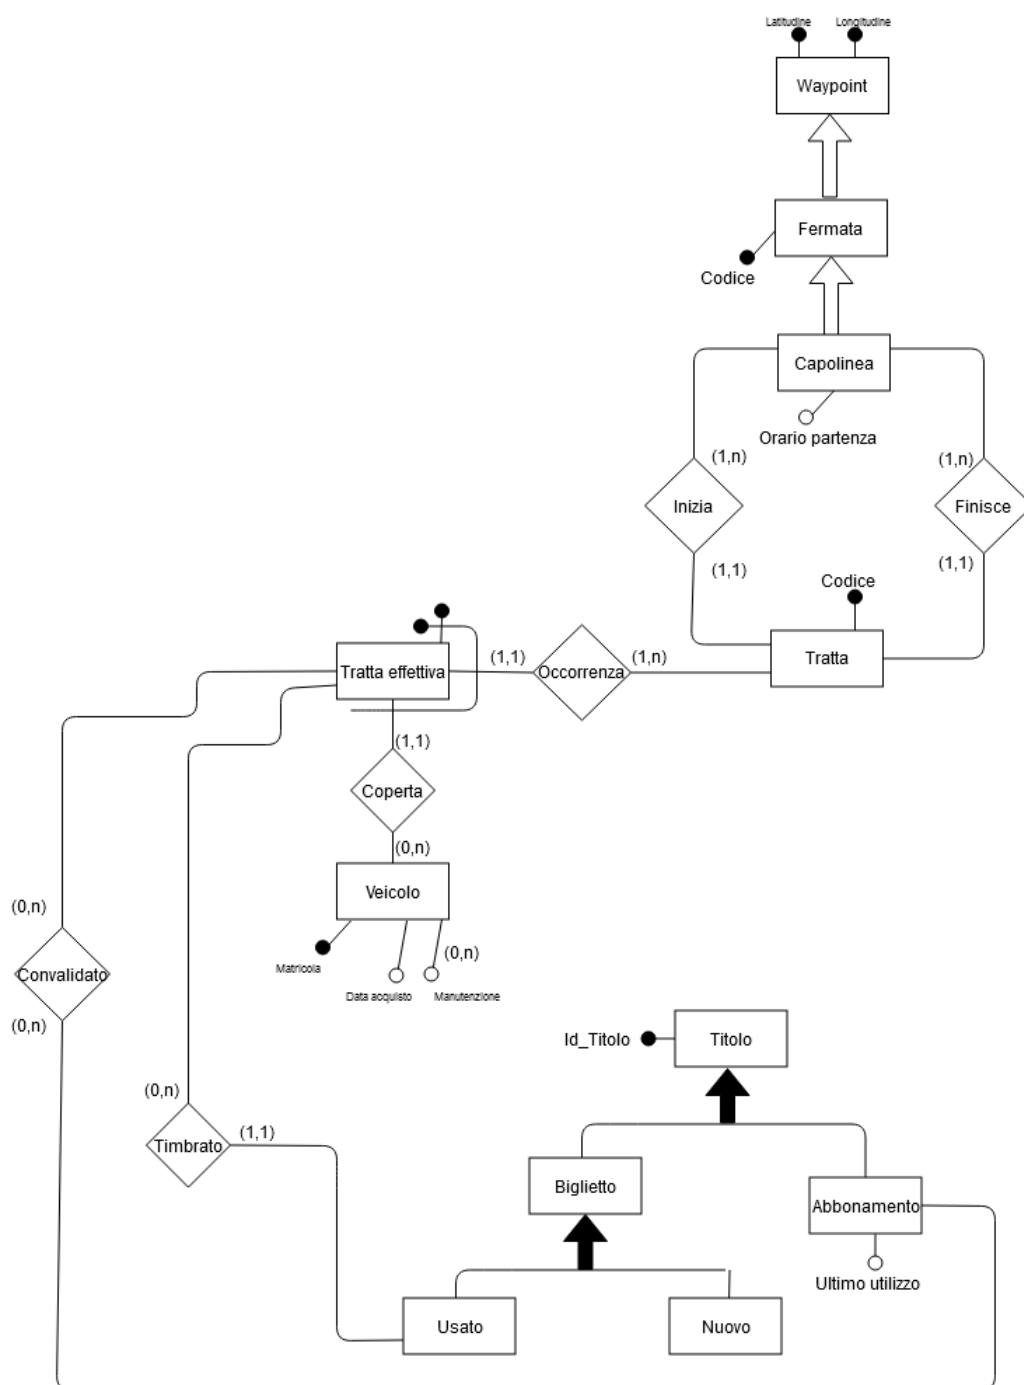 Latitudine
Longitudine
Waypoint
Fermata
Codice
Capolinea
Orario partenza
(1,n)
(1,n)
Inizia
Finisce
(1,1)
(1,1)
Codice
Tratta effettiva
(1,1)
Occorrenza
(1,n)
Tratta
(1,1)
Coperta
(0,n)
Veicolo
(0,n)
Convalidato
(0,n)
(0,n)
Matricola
Data acquisto
Manutenzione
Id_Titolo
Titolo
(0,n)
Timbrato
(1,1)
Biglietto
Abbonamento
Ultimo utilizzo
Usato
Nuovo